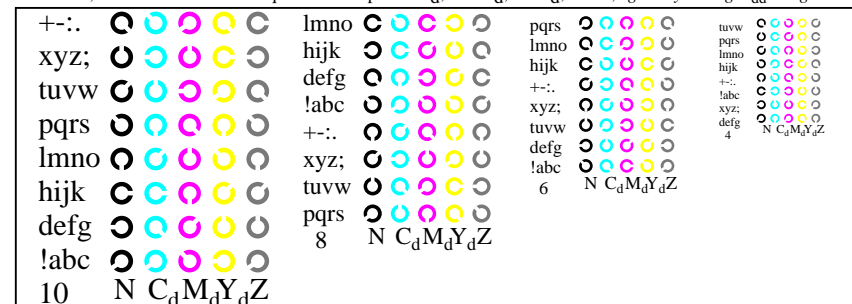 +-:.
xyz;
tuvw
pqrs
lmno
hijk
defg
!abc
10 N CdMdYdZ
lmno
hijk
defg
!abc
+-:.
xyz;
tuvw
pqrs
8 N CdMdYdZ
pqrs
lmno
hijk
+-:.
xyz;
tuvw
defg
!abc
6 N CdMdYdZ
tuvw
pqrs
lmno
hijk
+-:.
!abc
xyz;
defg
4 N CdMdYdZ